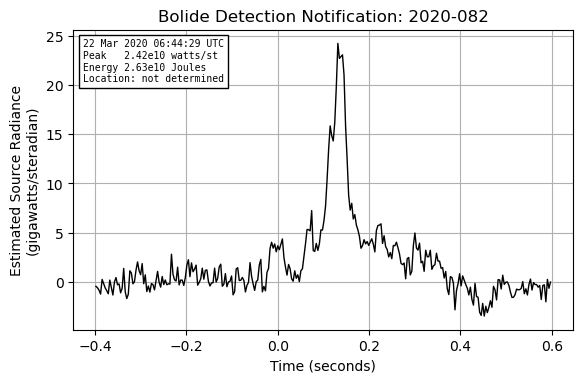 Bolide Detection Notification: 2020-082
22 Mar 2020 06:44:29 UTC
Peak 2.42e10 watts/st
Energy 2.63e10 Joules
Location: not determined
Estimated Source Radiance
(gigawatts/steradian)
25
20
15
10
5
0
−0.4 −0.2 0.0 0.2 0.4 0.6
Time (seconds)